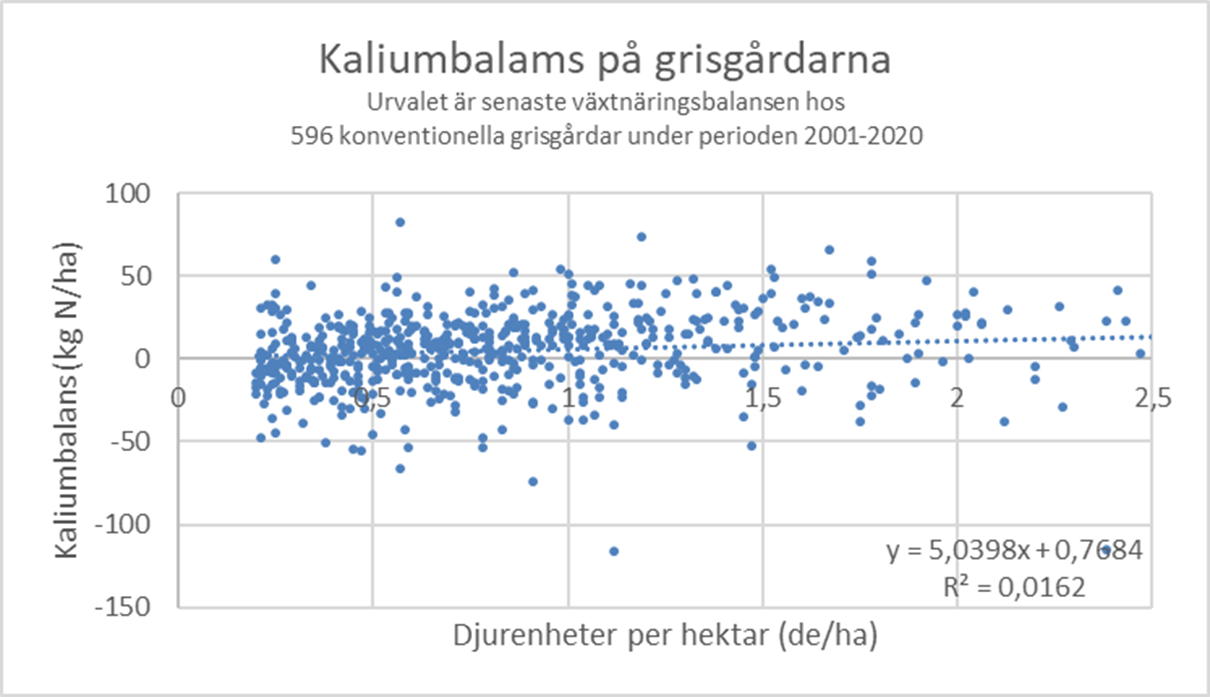 Kaliumbalams på grisgårdarna
Urvalet är senaste växtnäringsbalansen hos
596 konventionella grisgårdar under perioden 2001-2020
Kaliumbalans(kg N/ha)
100
50
0
-50
-100
-150
0
0,5
1
1,5
2
2,5
y = 5,0398x + 0,7684
R² = 0,0162
Djurenheter per hektar (de/ha)